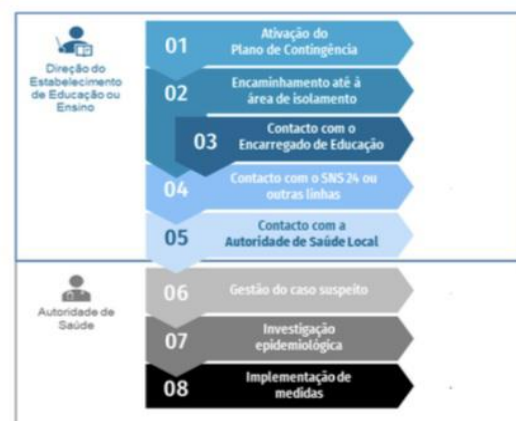 Direção do
Estabelecimento
de Educação ou
Ensino
01
Ativação do
Plano de Contingência
02
Encaminhamento até à
área de isolamento
03
Contacto com o
Encarregado de Educação
04
Contacto com o SNS 24 ou
outras linhas
05
Contacto com a
Autoridade de Saúde Local
Autoridade de
Saúde
06
Gestão do caso suspeito
07
Investigação
epidemiológica
08
Implementação de
medidas